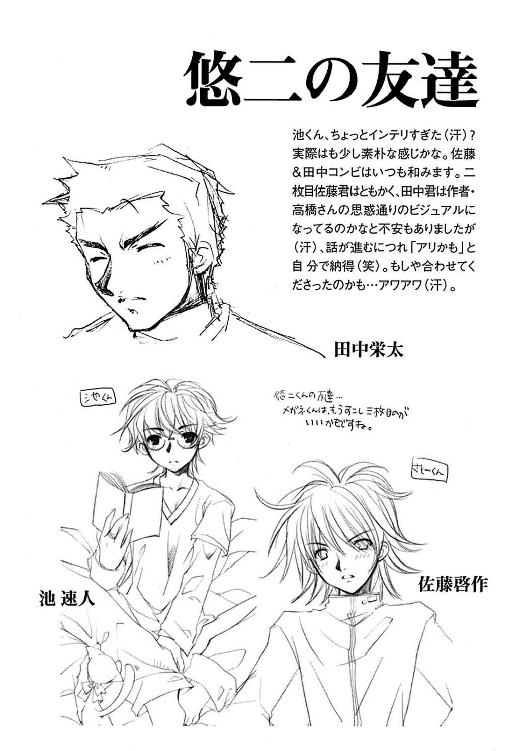 悠二の友達
池くん、ちょっとインテリすぎた（汗）？
実際はも少し素朴な感じかな。佐藤
＆田中コンビはいつも和みます。二
枚目佐藤君はともかく、田中君は作者・
高橋さんの思惑通りのビジュアルに
なってるのかなと不安もありましたが
（汗）、話が進むにつれ「アリかも」と
自分で納得（笑）。もしや合わせてく
ださったのかも…アワアワ（汗）。
田中栄太
池くん
悠二くんの友達…
メガネくんは、もうすこし三枚目のが
いいかもですね。
さとーくん
池 速人
佐藤啓作